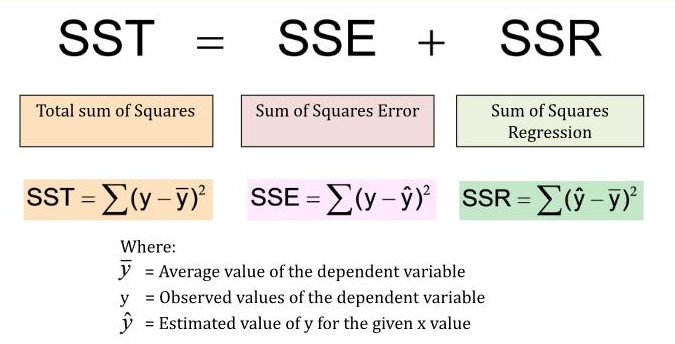 SST = SSE + SSR
Total sum of Squares
Sum of Squares Error
Sum of Squares
Regression
SST = ∑(y − ȳ)²
SSE = ∑(y − ŷ)²
SSR = ∑(ŷ − ȳ)²
Where:
ȳ = Average value of the dependent variable
y = Observed values of the dependent variable
ŷ = Estimated value of y for the given x value